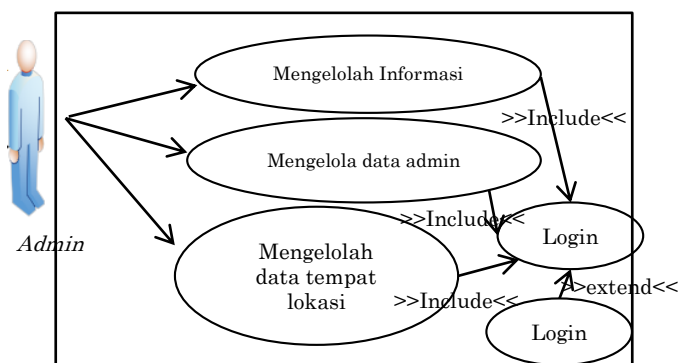 Mengelolah Informasi
>>Include<<
Mengelola data admin
>>Include<<
Admin
Mengelolah
data tempat
lokasi
Login
>>Include<<
>>extend<<
Login